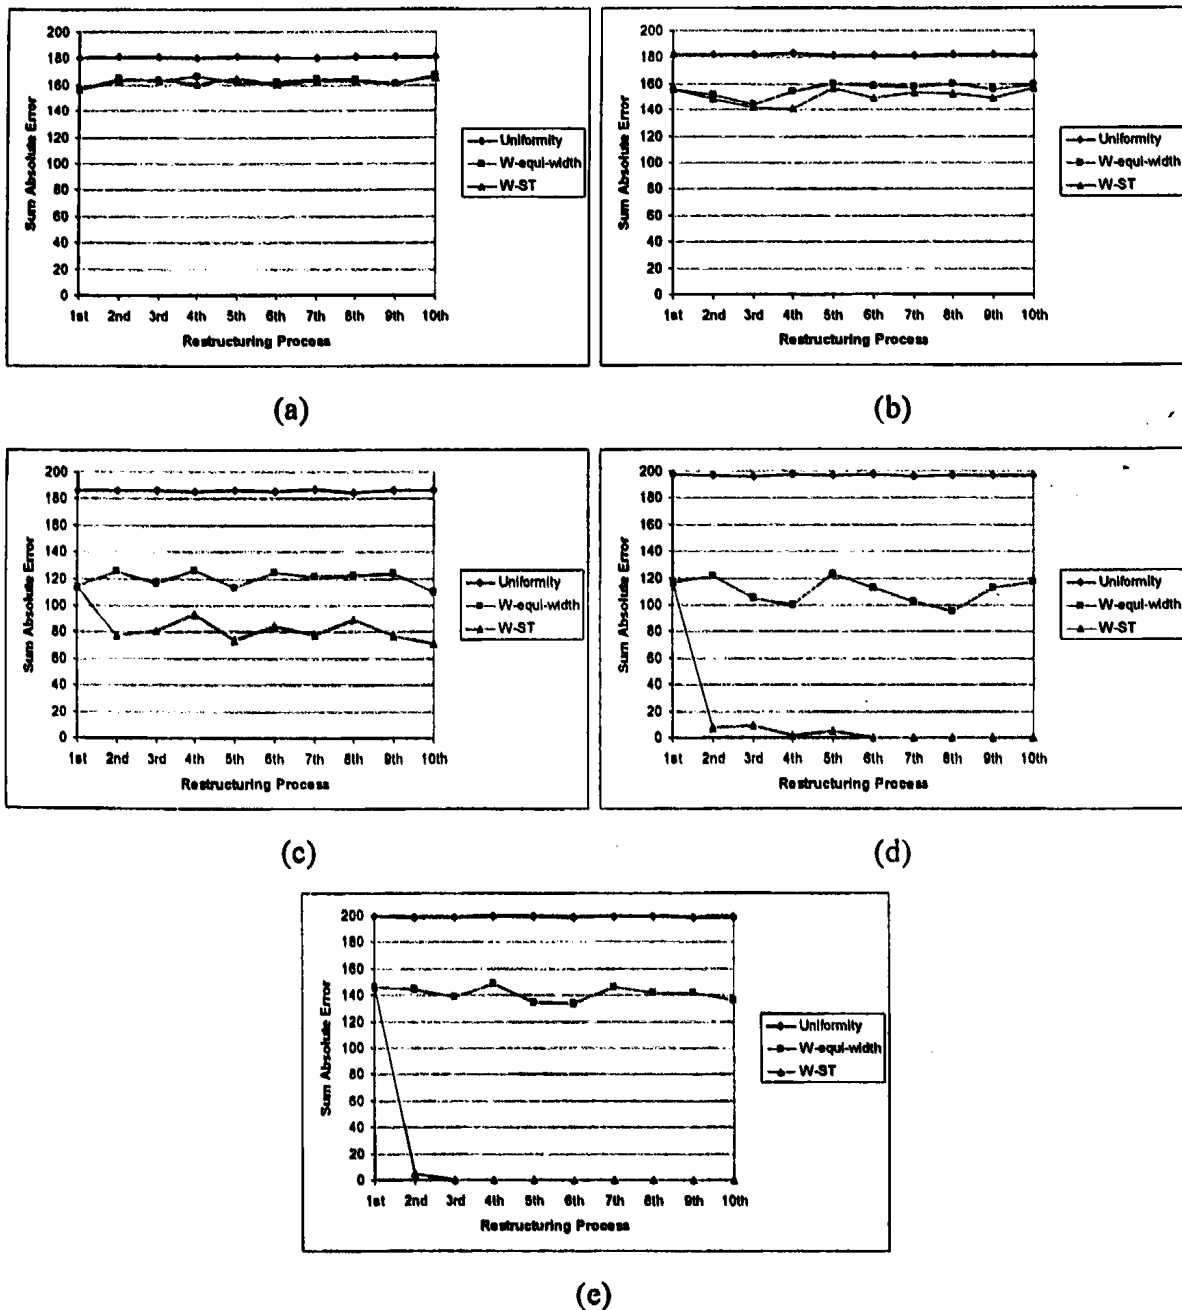 200
180
160
140
120
100
80
60
40
20
0
Sum Absolute Error
1st 2nd 3rd 4th 5th 6th 7th 8th 9th 10th
Restructuring Process
Uniformity
W-equi-width
W-ST
(a)
200
180
160
140
120
100
80
60
40
20
0
Sum Absolute Error
1st 2nd 3rd 4th 5th 6th 7th 8th 9th 10th
Restructuring Process
Uniformity
W-equi-width
W-ST
(b)
200
180
160
140
120
100
80
60
40
20
0
Sum Absolute Error
1st 2nd 3rd 4th 5th 6th 7th 8th 9th 10th
Restructuring Process
Uniformity
W-equi-width
W-ST
(c)
200
180
160
140
120
100
80
60
40
20
0
Sum Absolute Error
1st 2nd 3rd 4th 5th 6th 7th 8th 9th 10th
Restructuring Process
Uniformity
W-equi-width
W-ST
(d)
200
180
160
140
120
100
80
60
40
20
0
Sum Absolute Error
1st 2nd 3rd 4th 5th 6th 7th 8th 9th 10th
Restructuring Process
Uniformity
W-equi-width
W-ST
(e)